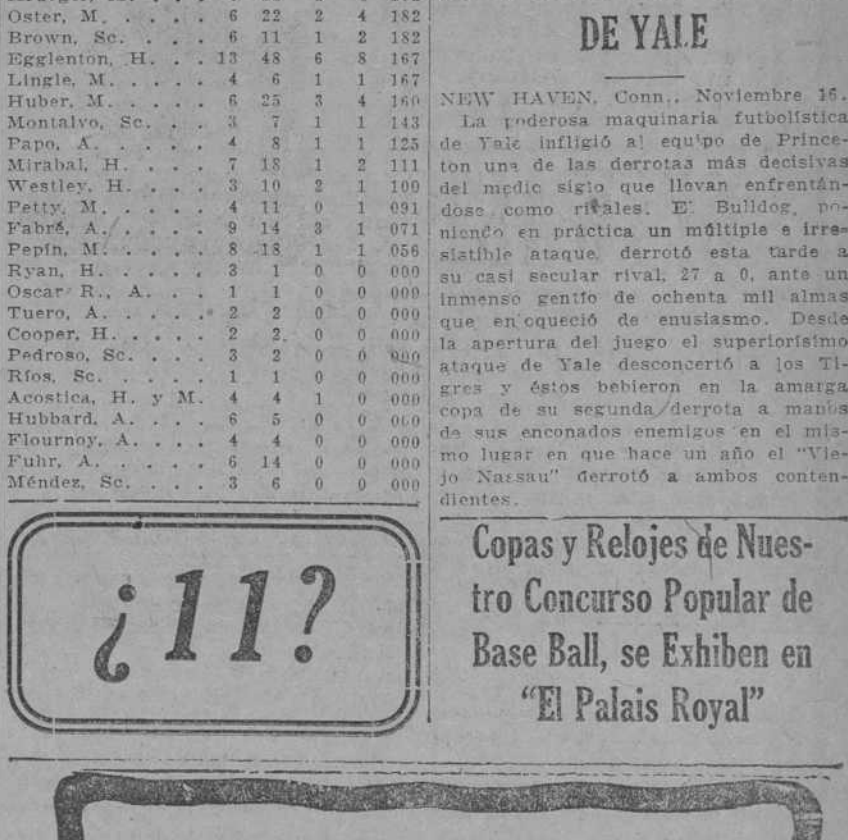 Oster, M. . . . . 6 22 2 4 182
Brown, Sc. . . . 6 11 1 2 182
Egglenton, H. . . 13 48 6 8 167
Lingle, M. . . . . 4 6 1 1 167
Huber, M. . . . . 6 25 3 4 160
Montalvo, Sc. . . 3 7 1 1 143
Papo, A. . . . . 4 8 1 1 125
Mirabal, H. . . . 7 18 1 2 111
Westley, H. . . . 3 10 2 1 100
Petty, M. . . . . 4 11 0 1 091
Fabré, A. . . . . 9 14 3 1 071
Pepin, M. . . . . 8 18 1 1 056
Ryan, H. . . . . 3 1 0 0 000
Oscar R., A. . . 1 1 0 0 000
Tuero, A. . . . . 2 2 0 0 000
Cooper, H. . . . . 2 2 0 0 000
Pedroso, Sc. . . . 3 2 0 0 000
Ríos, Sc. . . . . 1 1 0 0 000
Acostica, H. y M. 4 4 1 0 000
Hubbard, A. . . . 6 5 0 0 000
Flournoy, A. . . . 4 4 0 0 000
Fuhr, A. . . . . 6 14 0 0 000
Méndez, Sc. . . . 3 6 0 0 000
¿11?
DE YALE
NEW HAVEN, Conn., Noviembre 16.
La poderosa maquinaria futbolística
de Yale infligió al equipo de Prince-
ton una de las derrotas más decisivas
del medio siglo que llevan enfrentán-
dose como rivales. El Bulldog, po-
niendo en práctica un múltiple e irre-
sistible ataque, derrotó esta tarde a
su casi secular rival, 27 a 0, ante un
inmenso gentío de ochenta mil almas
que enloqueció de enusiasmo. Desde
la apertura del juego el superiorísimo
ataque de Yale desconcertó a los Ti-
gres y éstos bebieron en la amarga
copa de su segunda derrota a manos
de sus enconados enemigos en el mis-
mo lugar en que hace un año el "Vie-
jo Nassau" derrotó a ambos conten-
dientes.
Copas y Relojes de Nues-
tro Concurso Popular de
Base Ball, se Exhiben en
"El Palais Royal"